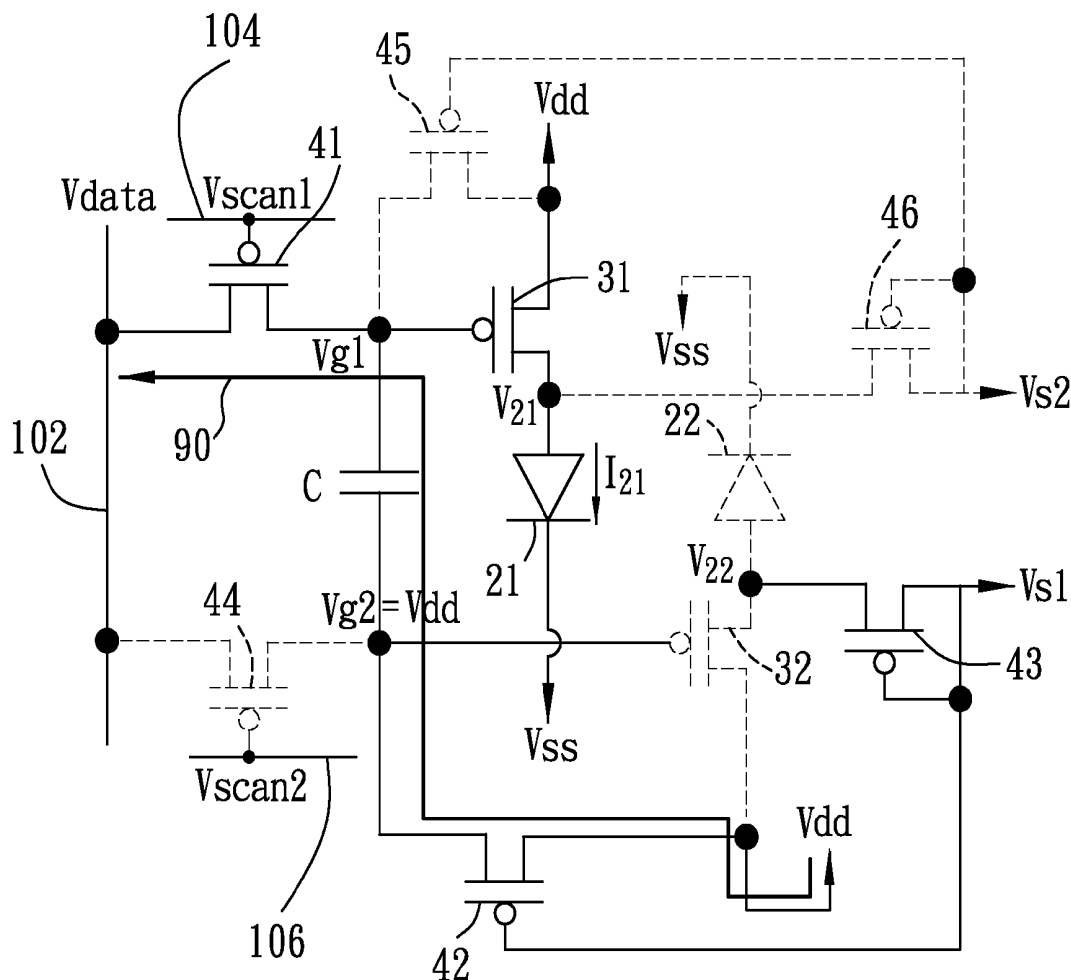 104
45
Vdd
41
Vdata
Vscan1
46
31
Vss
Vg1
V21
Vs2
102
90
22
C
I21
21
V22
Vs1
44
Vg2=Vdd
32
43
Vss
Vscan2
Vdd
106
42